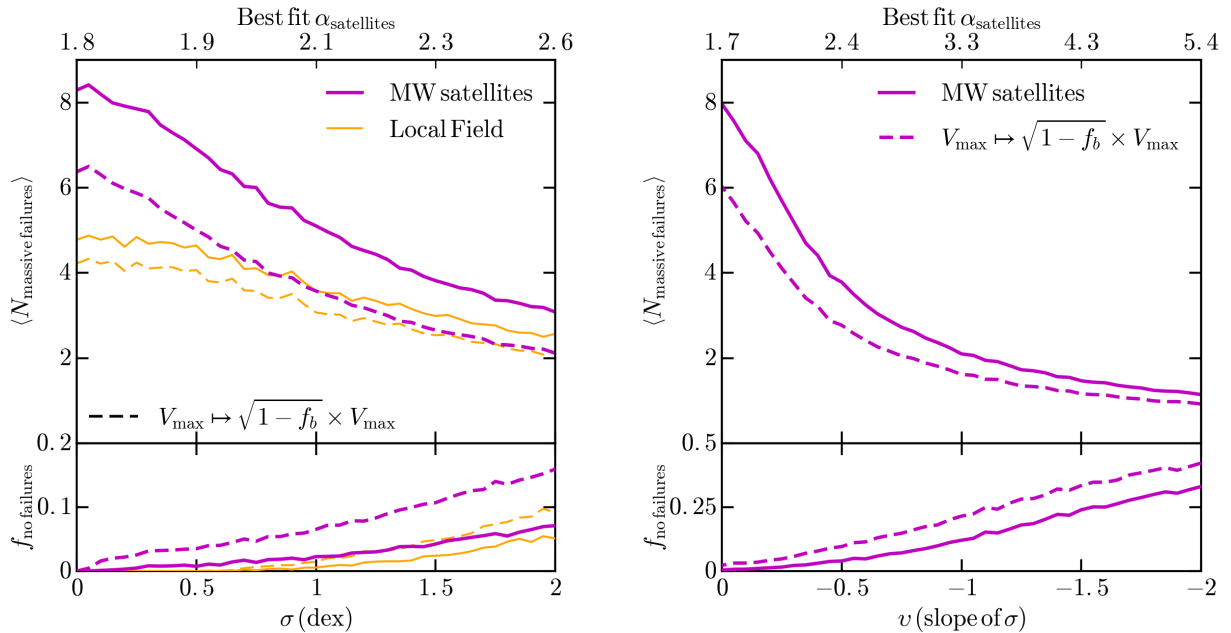 Best fit α_satellites
1.8 1.9 2.1 2.3 2.6
8
6
4
2
⟨N_massive failures⟩
MW satellites
Local Field
V_max ↦ √(1 − f_b) × V_max
0.2
0.1
0
f_no failures
0 0.5 1 1.5 2
σ (dex)
Best fit α_satellites
1.7 2.4 3.3 4.3 5.4
8
6
4
2
⟨N_massive failures⟩
MW satellites
V_max ↦ √(1 − f_b) × V_max
0.5
0.25
0
f_no failures
0 −0.5 −1 −1.5 −2
υ (slope of σ)